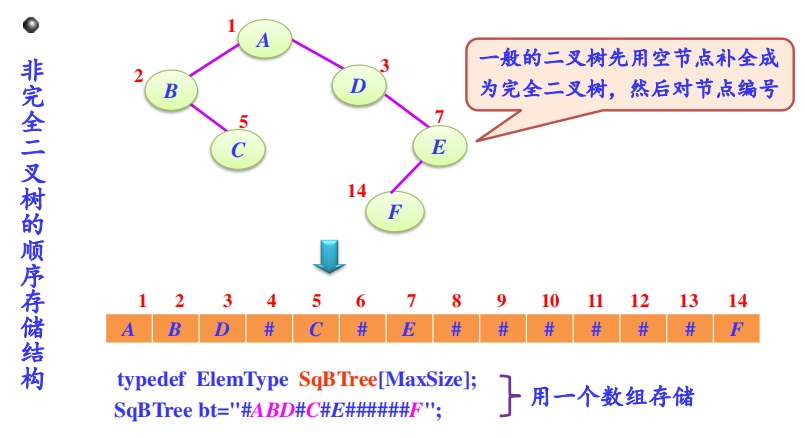 非完全二叉树的顺序存储结构
1
A
一般的二叉树先用空节点补全成
为完全二叉树，然后对节点编号
2
B
3
D
5
C
7
E
14
F
1 2 3 4 5 6 7 8 9 10 11 12 13 14
A B D # C # E # # # # # # F
typedef ElemType SqBTree[MaxSize];
SqBTree bt="#ABD#C#E######F";
用一个数组存储